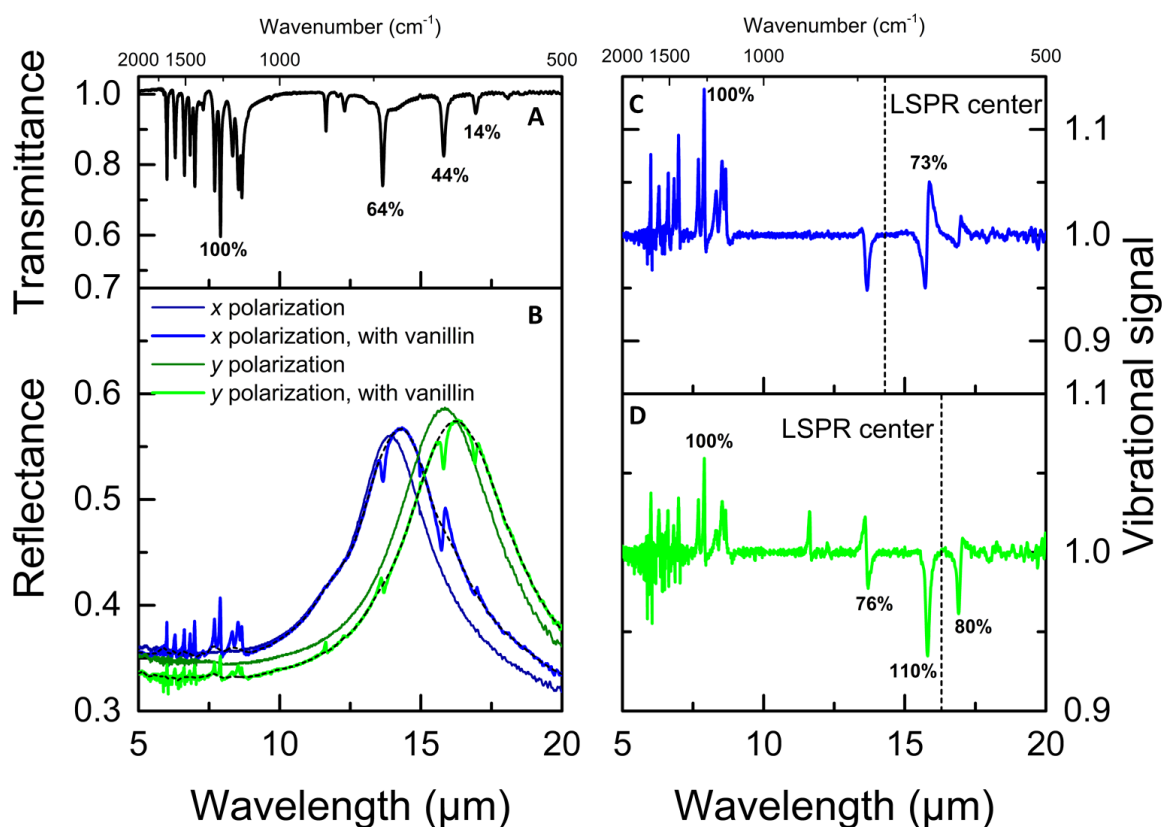 Wavenumber (cm⁻¹)
2000 1500 1000 500
Transmittance
1.0
0.9
0.8
0.7
0.6
0.7
A
100%
64%
44%
14%
Reflectance
0.6
0.5
0.4
0.3
B
x polarization
x polarization, with vanillin
y polarization
y polarization, with vanillin
5 10 15 20
Wavelength (µm)
Wavenumber (cm⁻¹)
2000 1500 1000 500
C
LSPR center
100%
73%
1.1
1.0
0.9
1.1
D
LSPR center
100%
76%
110%
80%
1.0
0.9
Vibrational signal
5 10 15 20
Wavelength (µm)